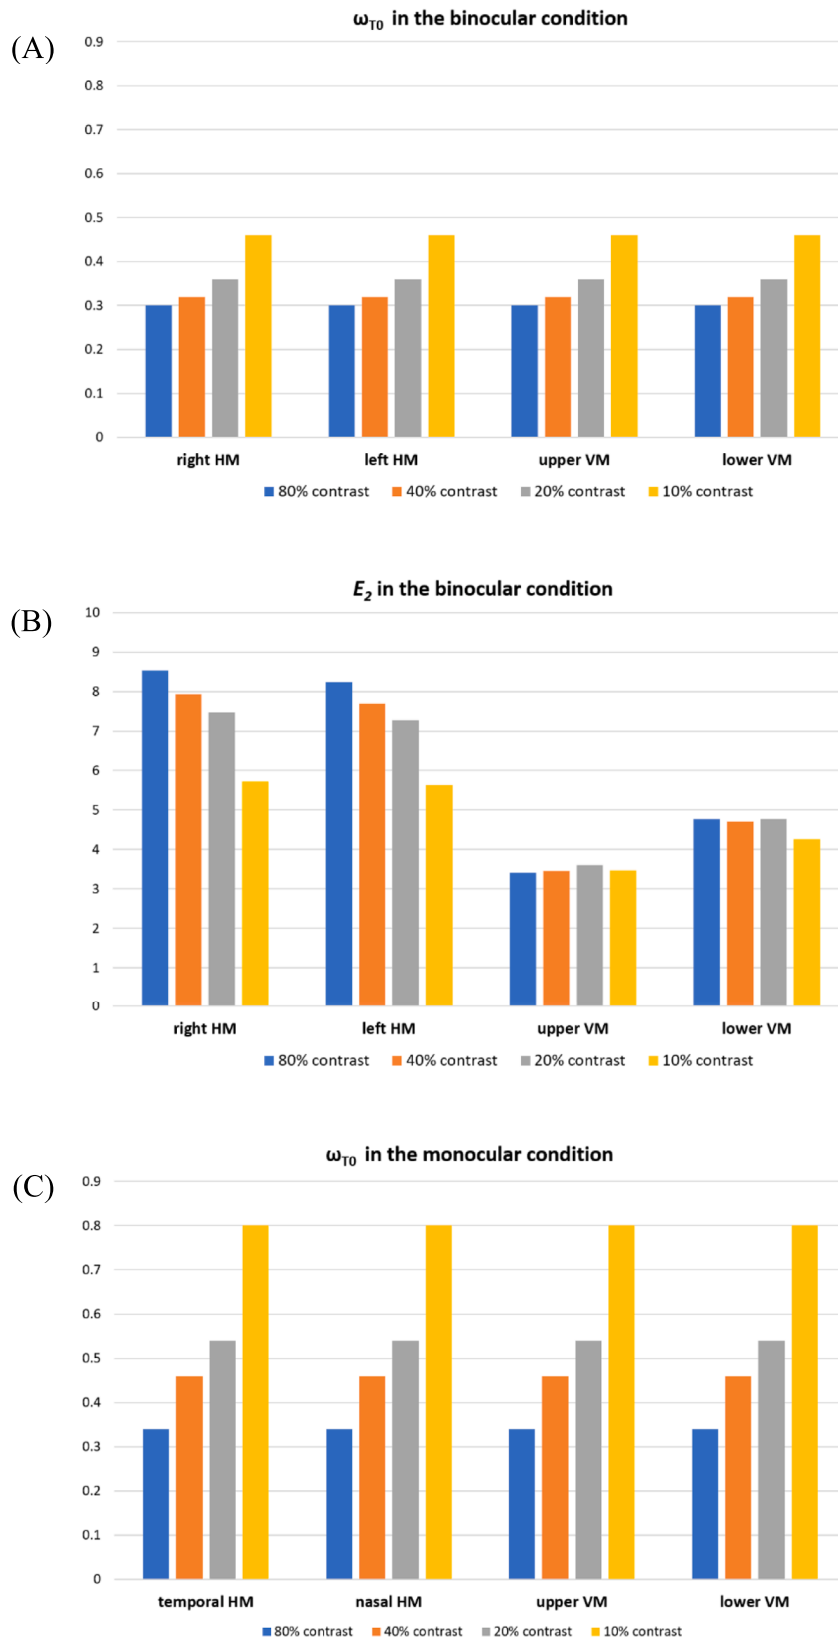 ωT0 in the binocular condition
(A)
0.9
0.8
0.7
0.6
0.5
0.4
0.3
0.2
0.1
0
right HM left HM upper VM lower VM
80% contrast 40% contrast 20% contrast 10% contrast
E2 in the binocular condition
(B)
10
9
8
7
6
5
4
3
2
1
0
right HM left HM upper VM lower VM
80% contrast 40% contrast 20% contrast 10% contrast
ωT0 in the monocular condition
(C)
0.9
0.8
0.7
0.6
0.5
0.4
0.3
0.2
0.1
0
temporal HM nasal HM upper VM lower VM
80% contrast 40% contrast 20% contrast 10% contrast